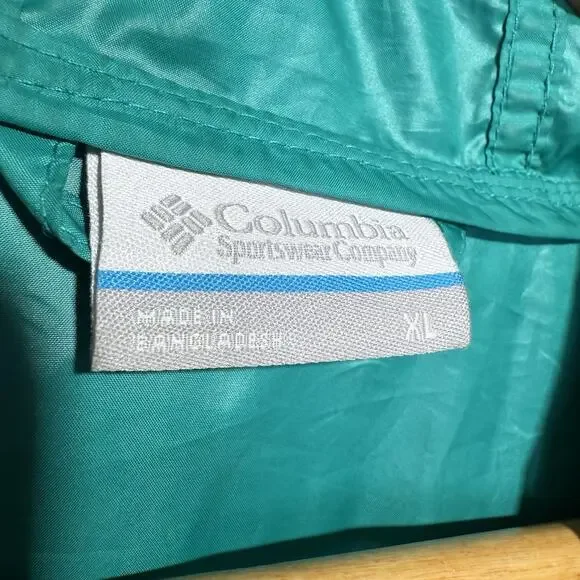 Columbia
Sportswear Company
MADE IN
BANGLADESH
XL